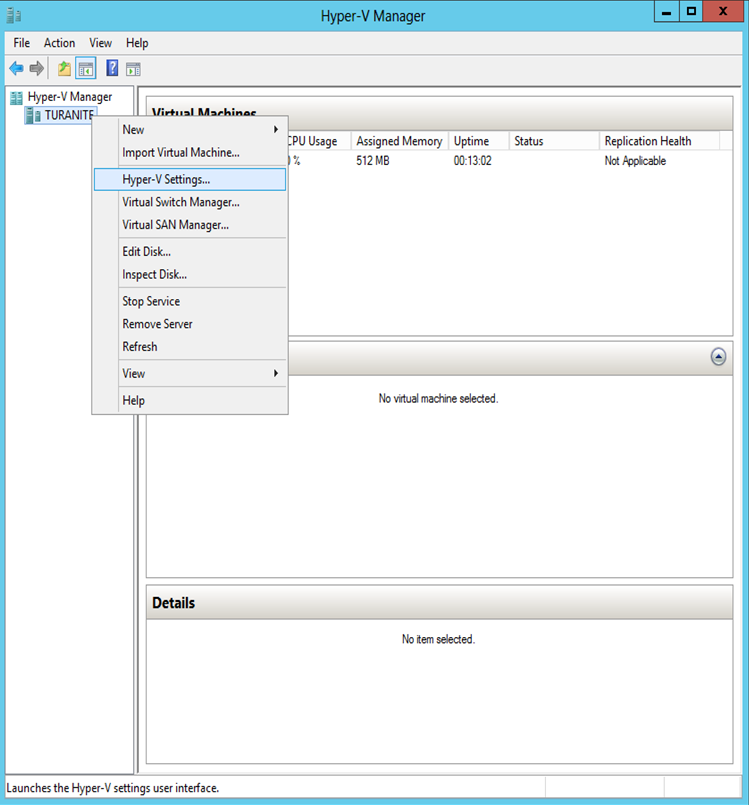 Hyper-V Manager
File Action View Help
Hyper-V Manager
TURANITE
Virtual Machines
CPU Usage Assigned Memory Uptime Status Replication Health
% 512 MB 00:13:02 Not Applicable
New
Import Virtual Machine...
Hyper-V Settings...
Virtual Switch Manager...
Virtual SAN Manager...
Edit Disk...
Inspect Disk...
Stop Service
Remove Server
Refresh
View
Help
No virtual machine selected.
Details
No item selected.
Launches the Hyper-V settings user interface.